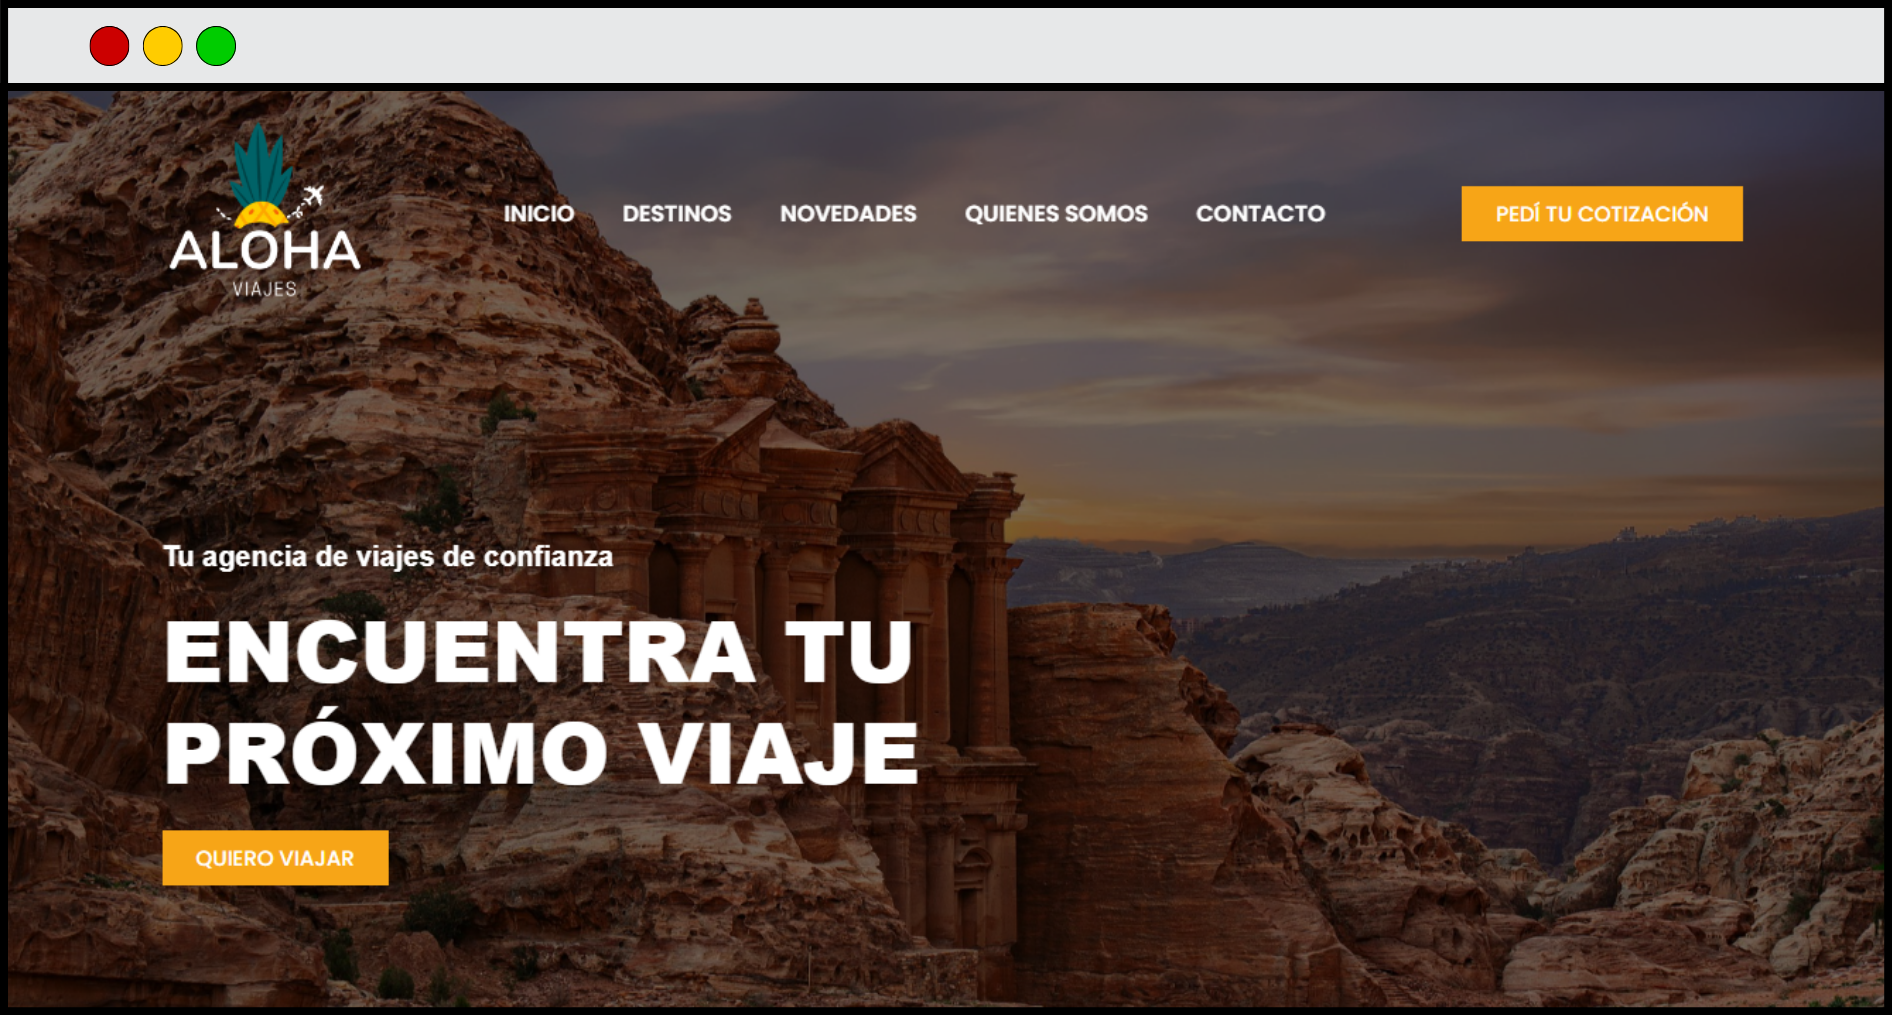 ALOHA
VIAJES
INICIO DESTINOS NOVEDADES QUIENES SOMOS CONTACTO
PEDÍ TU COTIZACIÓN
Tu agencia de viajes de confianza
ENCUENTRA TU
PRÓXIMO VIAJE
QUIERO VIAJAR